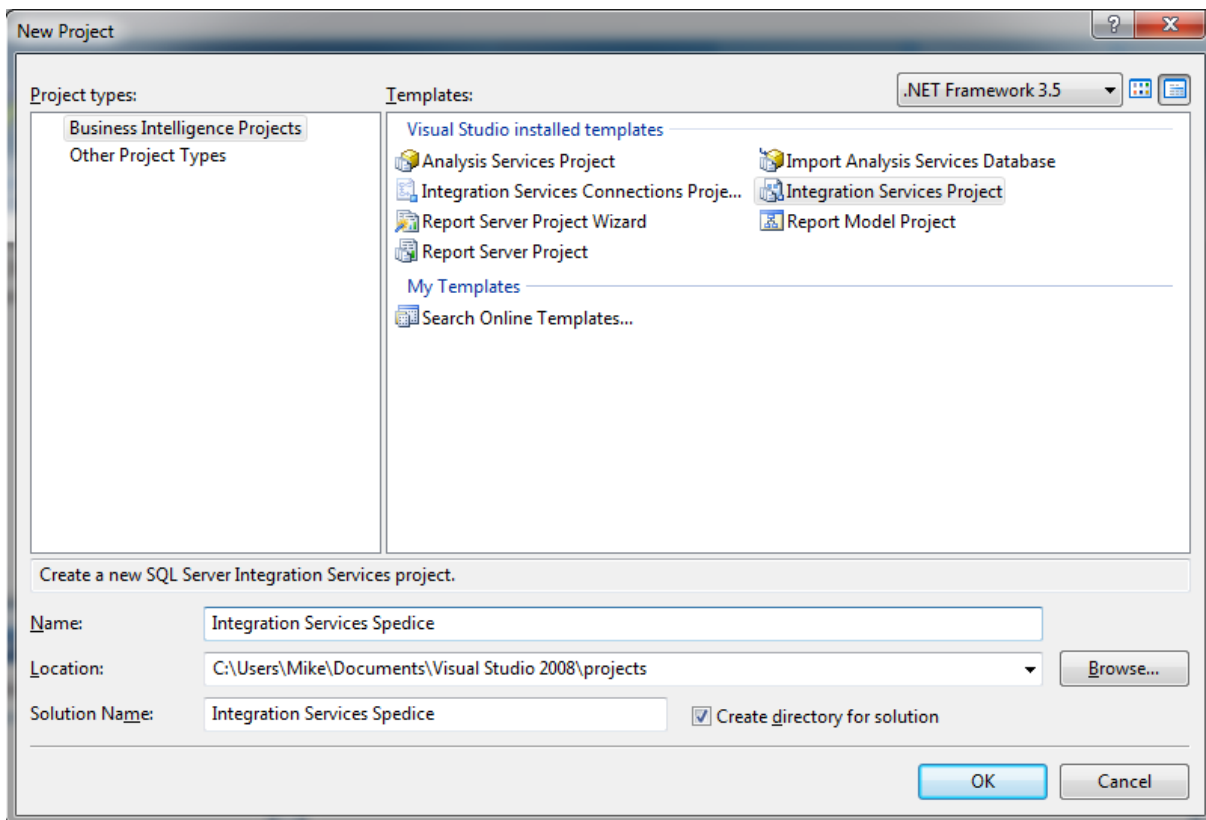 New Project
Project types:
Templates:
.NET Framework 3.5
Business Intelligence Projects
Other Project Types
Visual Studio installed templates
Analysis Services Project
Import Analysis Services Database
Integration Services Connections Proje...
Integration Services Project
Report Server Project Wizard
Report Model Project
Report Server Project
My Templates
Search Online Templates...
Create a new SQL Server Integration Services project.
Name:
Integration Services Spedice
Location:
C:\Users\Mike\Documents\Visual Studio 2008\projects
Browse...
Solution Name:
Integration Services Spedice
Create directory for solution
OK
Cancel